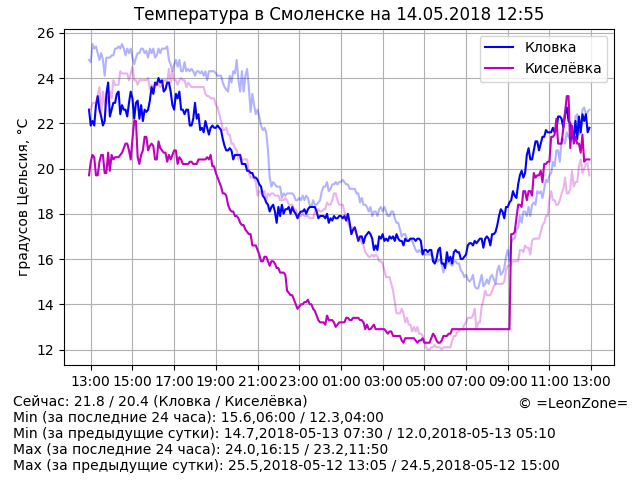 Температура в Смоленске на 14.05.2018 12:55
градусов Цельсия, °C
26
24
22
20
18
16
14
12
Кловка
Киселёвка
13:00 15:00 17:00 19:00 21:00 23:00 01:00 03:00 05:00 07:00 09:00 11:00 13:00
Сейчас: 21.8 / 20.4 (Кловка / Киселёвка)
© =LeonZone=
Min (за последние 24 часа): 15.6,06:00 / 12.3,04:00
Min (за предыдущие сутки): 14.7,2018-05-13 07:30 / 12.0,2018-05-13 05:10
Max (за последние 24 часа): 24.0,16:15 / 23.2,11:50
Max (за предыдущие сутки): 25.5,2018-05-12 13:05 / 24.5,2018-05-12 15:00